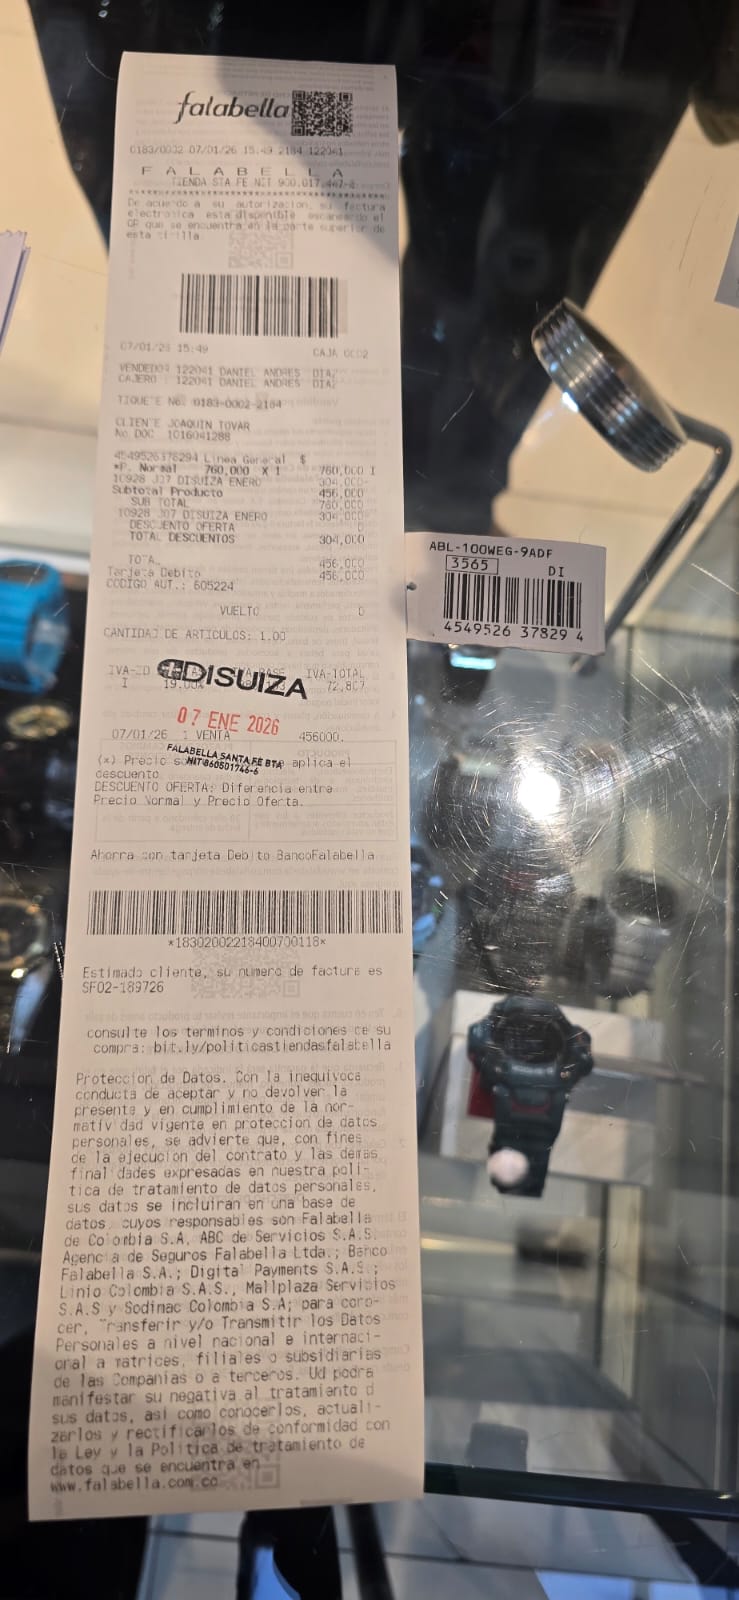 falabella
0183/0002 07/01/26 15.49 2184 122041
F A L A B E L L A
TIENDA STA FE NIT 900.017.447-8
De acuerdo a su autorizacion, su factura
electronica esta disponible escaneando el
QR que se encuentra en la parte superior de
esta tirilla.
07/01/26 15:49 CAJA 0002
VENDEDOR 122041 DANIEL ANDRES DIAZ
CAJERO : 122041 DANIEL ANDRES DIAZ
TIQUETE No. 0183-0002-2184
CLIENTE JOAQUIN TOVAR
No.DOC 1016041288
4549526378294 Linea General $
*P. Normal 760,000 X 1 760,000 I
10928 J07 DISUIZA ENERO 304,000-
Subtotal Producto 456,000
SUB TOTAL 760,000
10928 J07 DISUIZA ENERO 304,000
DESCUENTO OFERTA 0
TOTAL DESCUENTOS 304,000
TOTAL 456,000
Tarjeta Debito 456,000
CODIGO AUT.: 605224
VUELTO 0
CANTIDAD DE ARTICULOS: 1.00
IVA-TOTAL
I 19.00% 72,807
DISUIZA
07 ENE 2026
07/01/26 1 VENTA 456000.
FALABELLA SANTA FE BTA
NIT 860501746-6
(*) Precio aplica el
descuento
DESCUENTO OFERTA: Diferencia entre
Precio Normal y Precio Oferta.
Ahorra con tarjeta Debito BancoFalabella
*18302002218400700118*
Estimado cliente, su numero de factura es
SF02-189726
consulte los terminos y condiciones de su
compra: bit.ly/politicastiendasfalabella
Proteccion de Datos. Con la inequivoca
conducta de aceptar y no devolver la
presente y en cumplimiento de la nor-
matividad vigente en proteccion de datos
personales, se advierte que, con fines
de la ejecucion del contrato y las demas
finalidades expresadas en nuestra poli-
tica de tratamiento de datos personales,
sus datos se incluiran en una base de
datos, cuyos responsables son Falabella
de Colombia S.A, ABC de Servicios S.A.S,
Agencia de Seguros Falabella Ltda.; Banco
Falabella S.A.; Digital Payments S.A.S.;
Linio Colombia S.A.S., Mallplaza Servicios
S.A.S y Sodimac Colombia S.A; para cono-
cer, Transferir y/o Transmitir los Datos
Personales a nivel nacional e internaci-
onal a matrices, filiales o subsidiarias
de las Companias o a terceros. Ud podra
manifestar su negativa al tratamiento d
sus datos, asi como conocerlos, actuali-
zarlos y rectificarlos de conformidad con
la Ley y la Politica de tratamiento de
datos que se encuentra en
www.falabella.com.co
ABL-100WEG-9ADF
3565 DI
4549526 37829 4